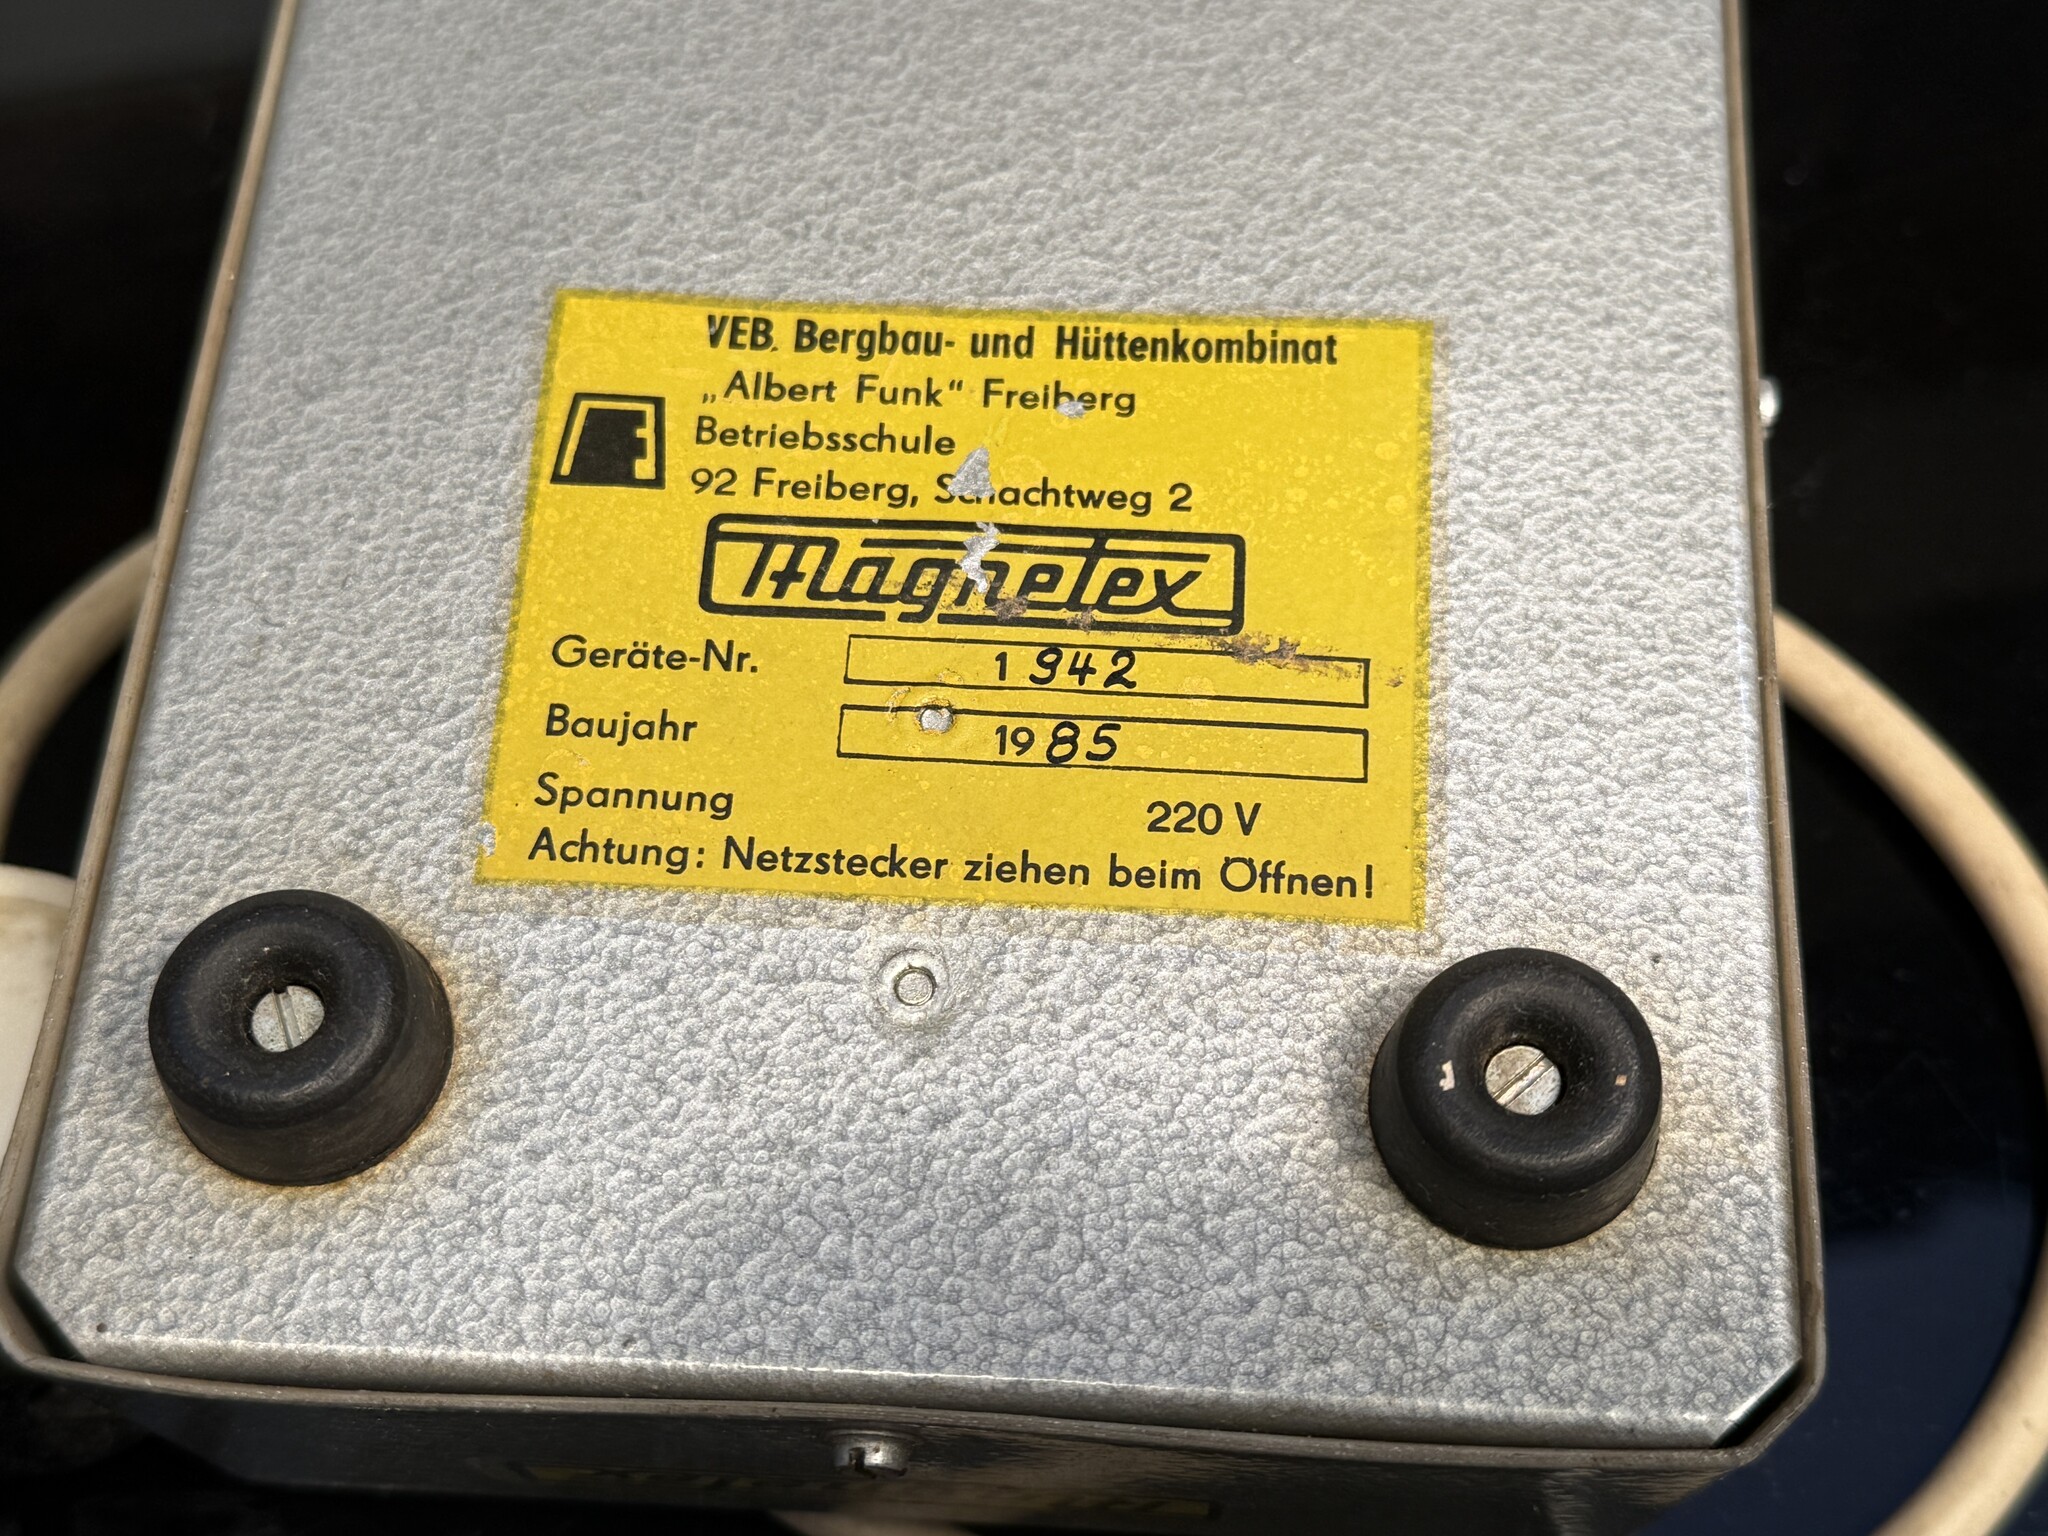 VEB Bergbau- und Hüttenkombinat
„Albert Funk“ Freiberg
Betriebsschule
92 Freiberg, Schachtweg 2
Magnetex
Geräte-Nr. 1942
Baujahr 1985
Spannung 220 V
Achtung: Netzstecker ziehen beim Öffnen!